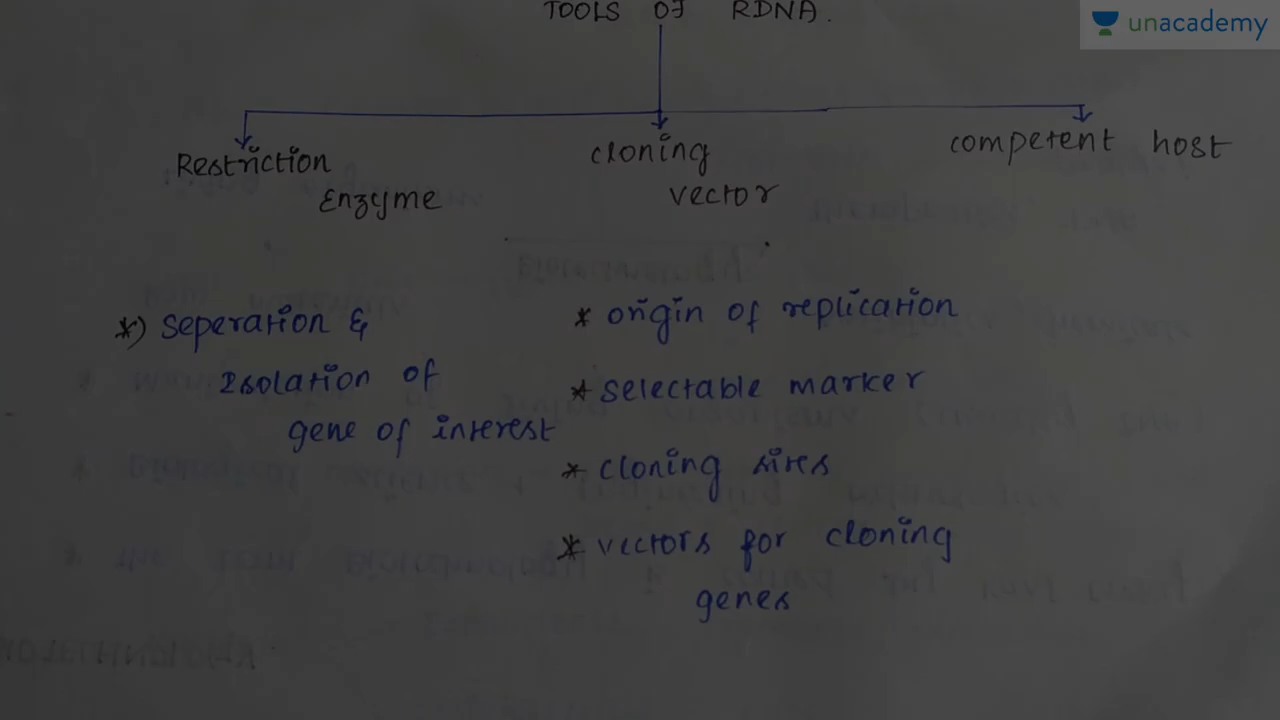 TOOLS OF RDNA.
unacademy
Restriction
Enzyme
cloning
vector
competent host
*) seperation &
Isolation of
gene of interest
* origin of replication
* selectable marker
* cloning sites
* vectors for cloning
genes